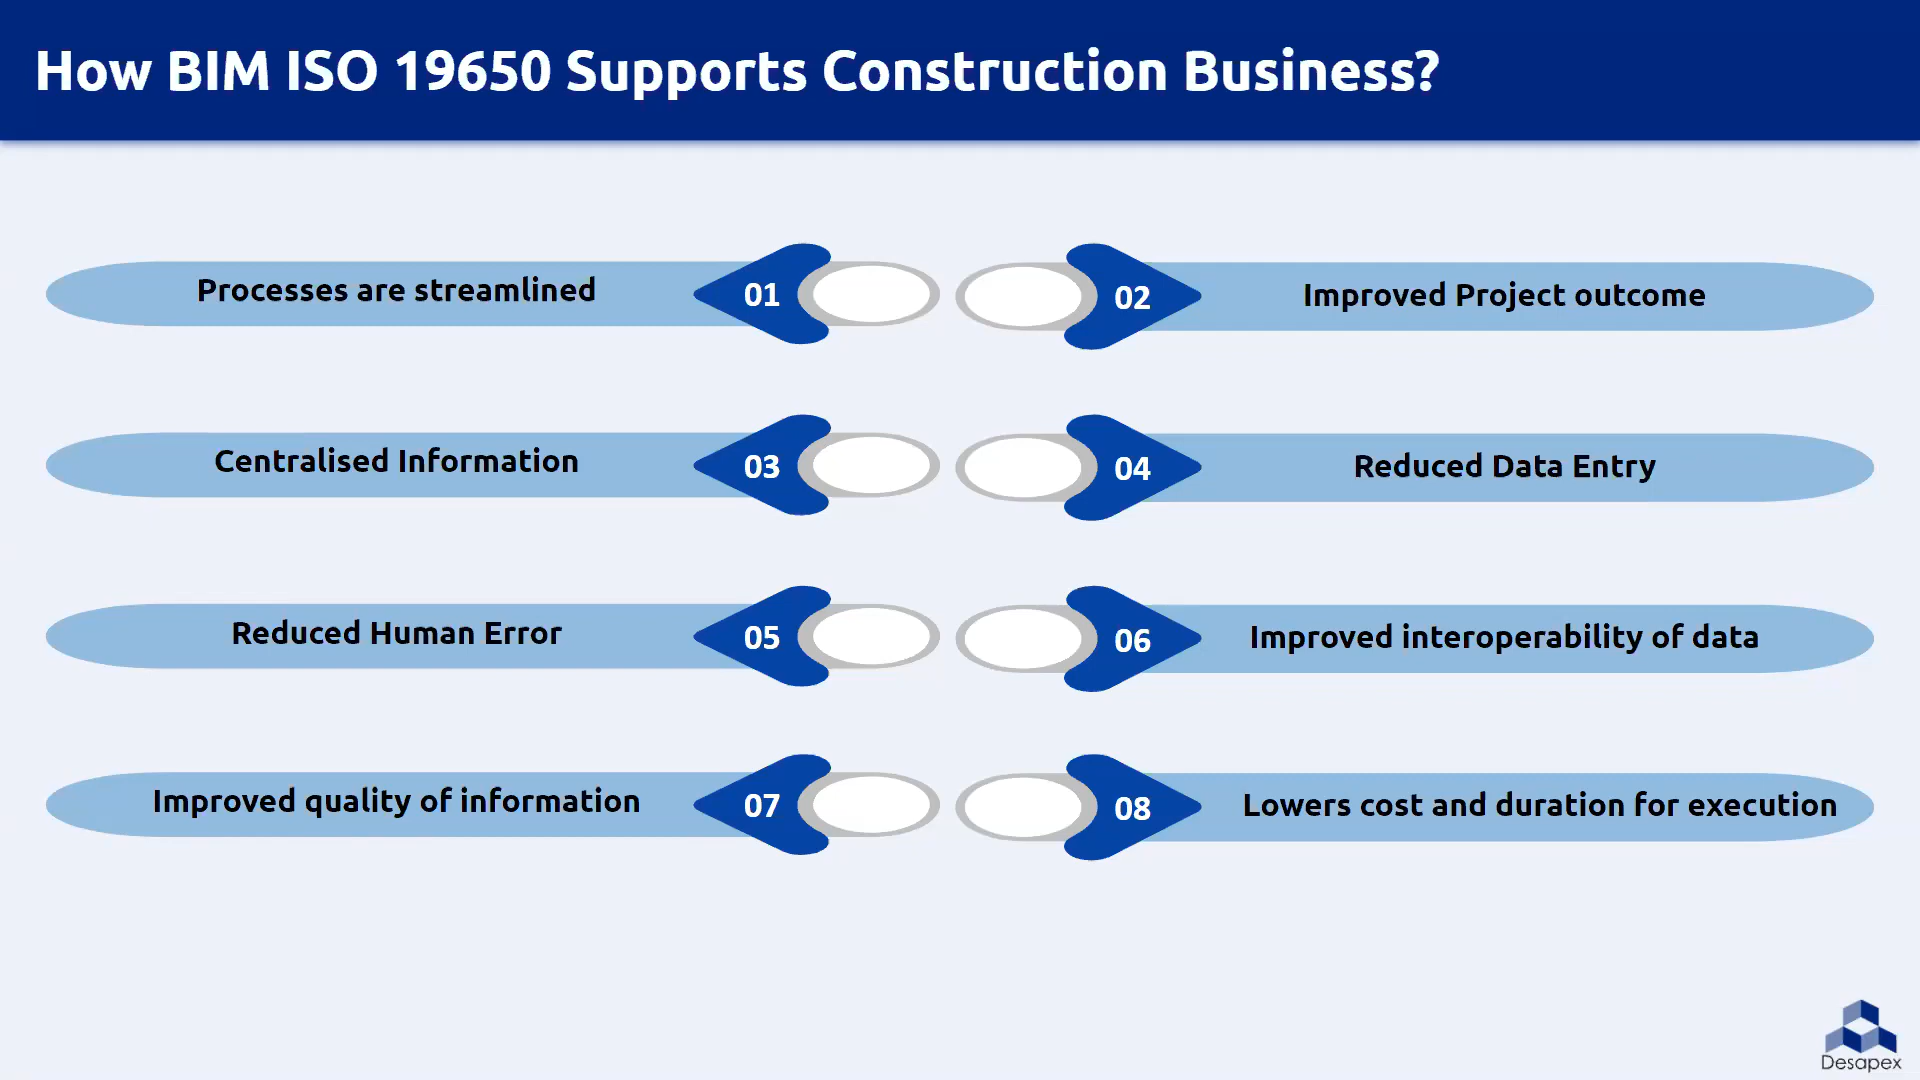 How BIM ISO 19650 Supports Construction Business?
Processes are streamlined 01
02 Improved Project outcome
Centralised Information 03
04 Reduced Data Entry
Reduced Human Error 05
06 Improved interoperability of data
Improved quality of information 07
08 Lowers cost and duration for execution
Desapex